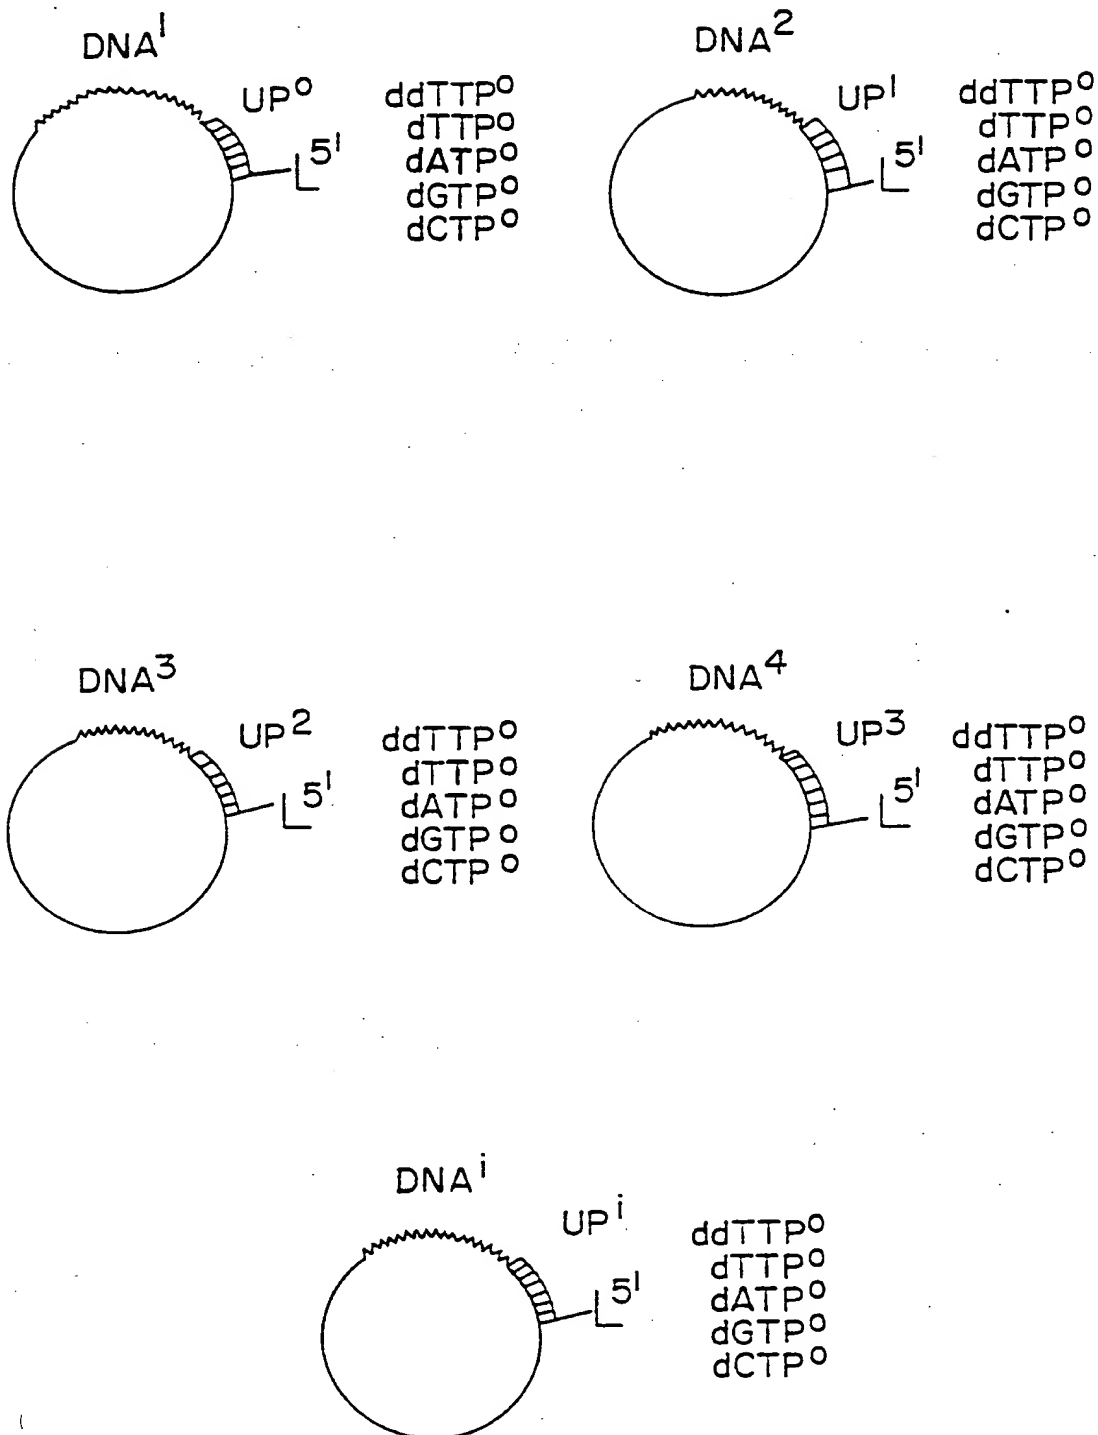 DNA¹
UP⁰
5'
L
ddTTP⁰
dTTP⁰
dATP⁰
dGTP⁰
dCTP⁰
DNA²
UP¹
5'
L
ddTTP⁰
dTTP⁰
dATP⁰
dGTP⁰
dCTP⁰
DNA³
UP²
5'
L
ddTTP⁰
dTTP⁰
dATP⁰
dGTP⁰
dCTP⁰
DNA⁴
UP³
5'
L
ddTTP⁰
dTTP⁰
dATP⁰
dGTP⁰
dCTP⁰
DNAⁱ
UPⁱ
5'
L
ddTTP⁰
dTTP⁰
dATP⁰
dGTP⁰
dCTP⁰